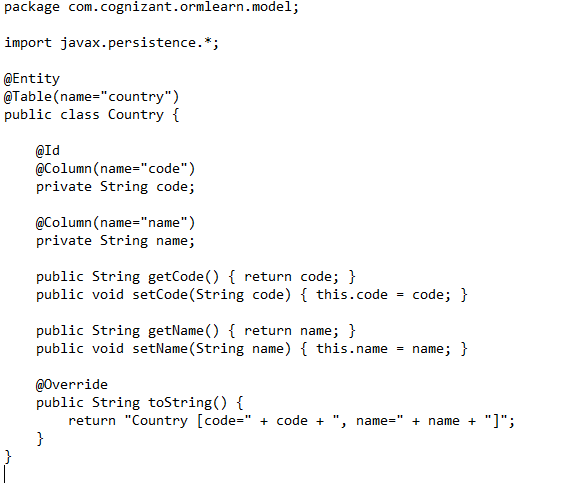 package com.cognizant.ormlearn.model;
import javax.persistence.*;
@Entity
@Table(name="country")
public class Country {
@Id
@Column(name="code")
private String code;
@Column(name="name")
private String name;
public String getCode() { return code; }
public void setCode(String code) { this.code = code; }
public String getName() { return name; }
public void setName(String name) { this.name = name; }
@Override
public String toString() {
return "Country [code=" + code + ", name=" + name + "]";
}
}